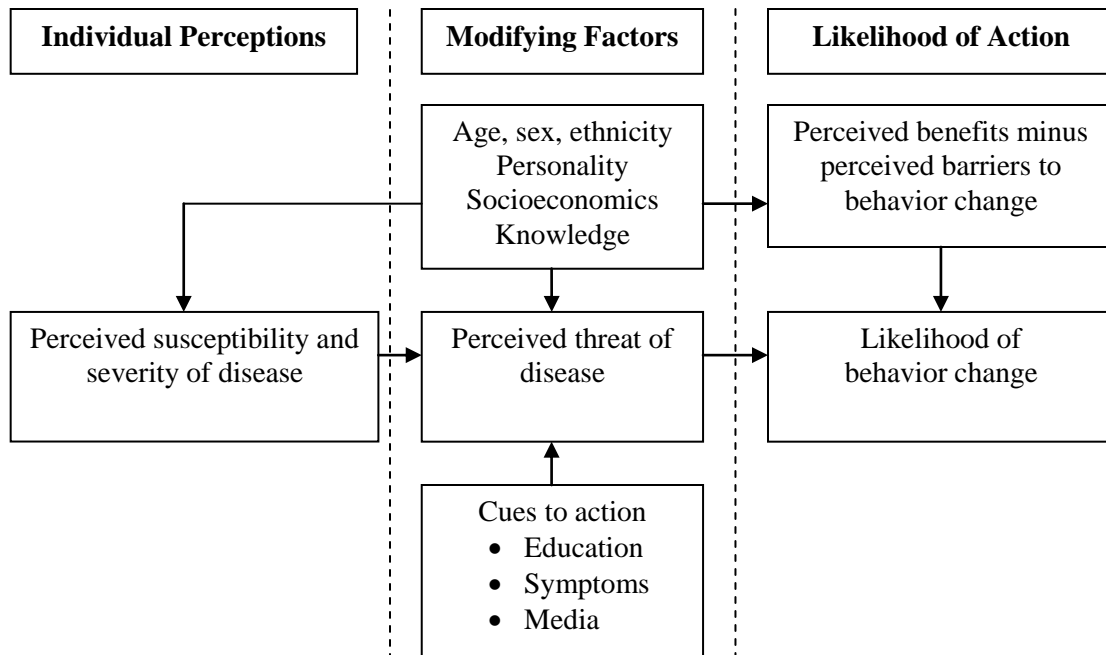 Individual Perceptions
Modifying Factors
Likelihood of Action
Age, sex, ethnicity
Personality
Socioeconomics
Knowledge
Perceived benefits minus
perceived barriers to
behavior change
Perceived susceptibility and
severity of disease
Perceived threat of
disease
Likelihood of
behavior change
Cues to action
• Education
• Symptoms
• Media